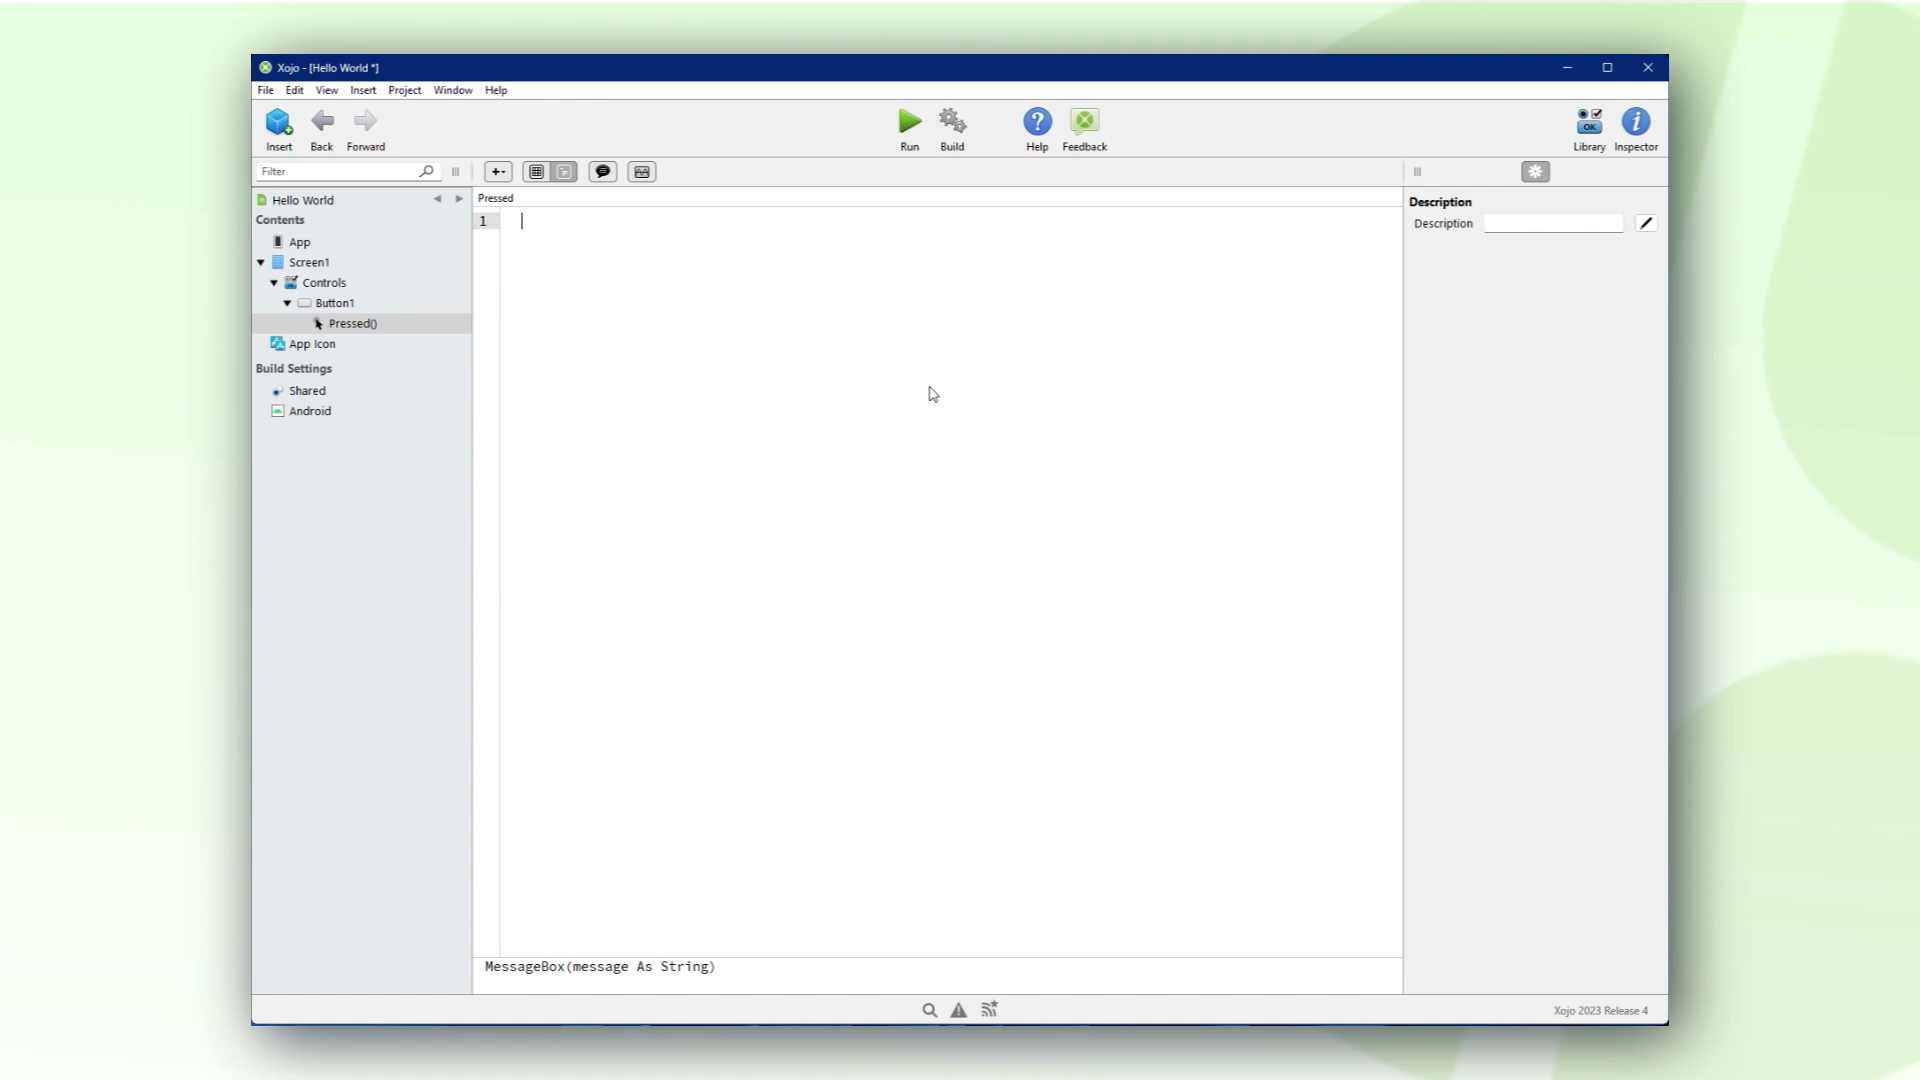 Xojo - [Hello World *]
File Edit View Insert Project Window Help
Insert Back Forward Run Build Help Feedback Library Inspector
OK
Filter
Hello World
Pressed
Contents
App
Screen1
Controls
Button1
Pressed()
App Icon
Build Settings
Shared
Android
1
Description
Description
MessageBox(message As String)
Xojo 2023 Release 4